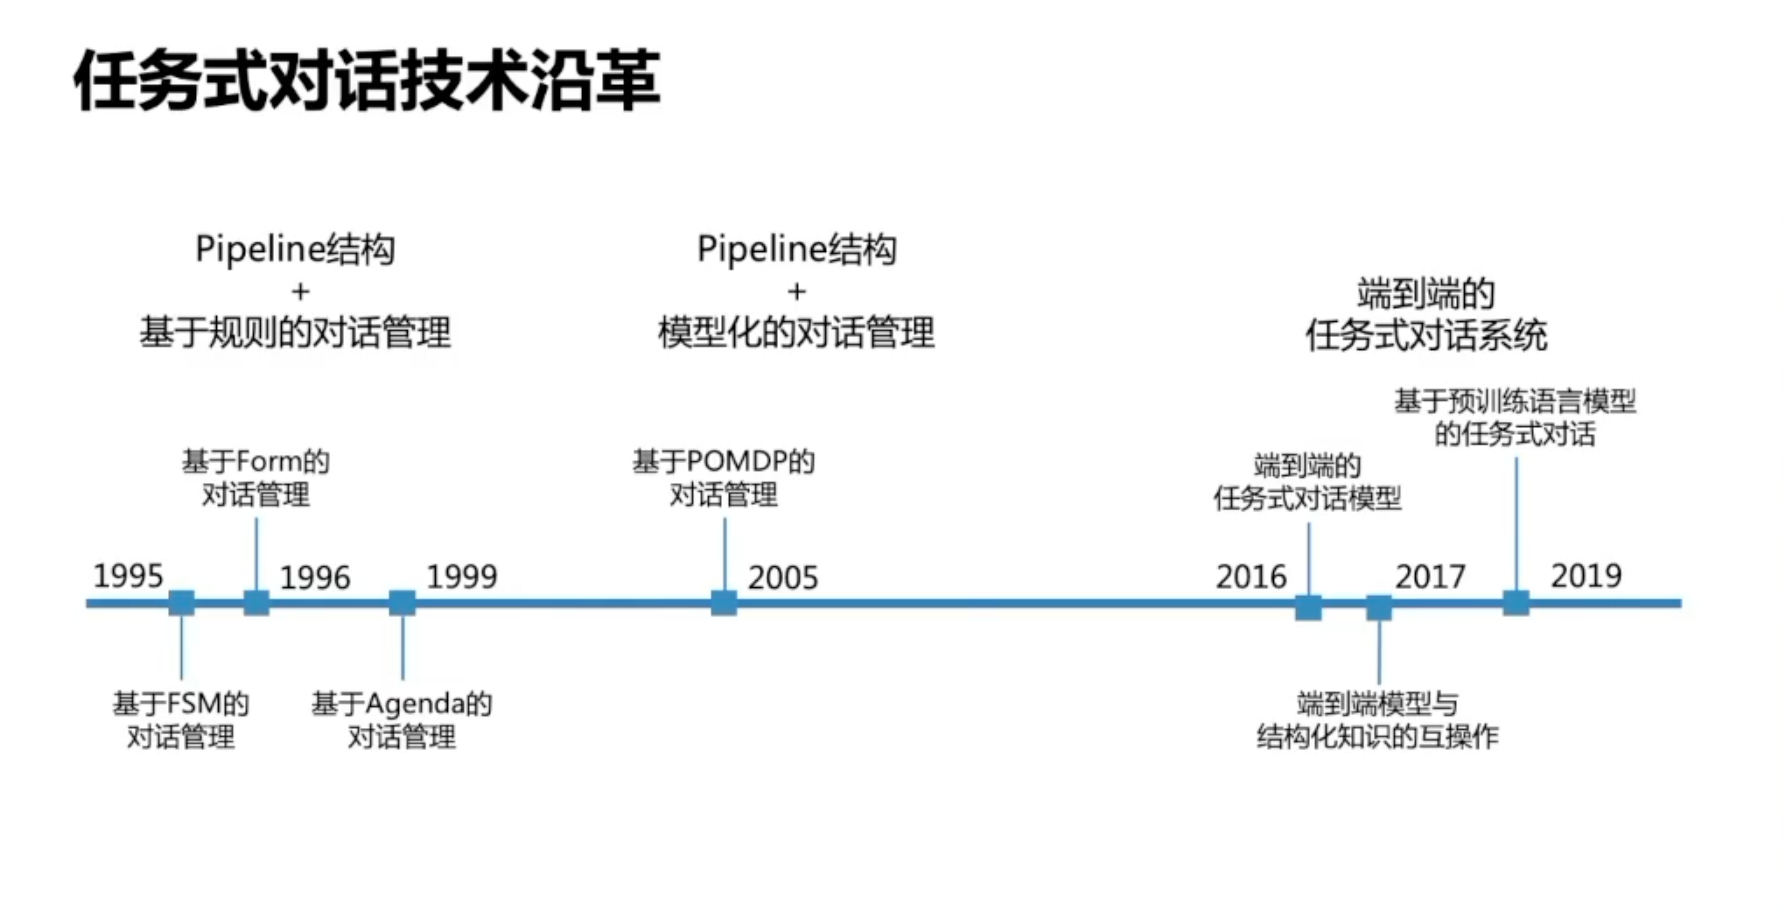 任务式对话技术沿革
Pipeline结构
+
基于规则的对话管理
Pipeline结构
+
模型化的对话管理
端到端的
任务式对话系统
基于Form的
对话管理
基于POMDP的
对话管理
端到端的
任务式对话模型
基于预训练语言模型
的任务式对话
1995
1996
1999
2005
2016
2017
2019
基于FSM的
对话管理
基于Agenda的
对话管理
端到端模型与
结构化知识的互操作